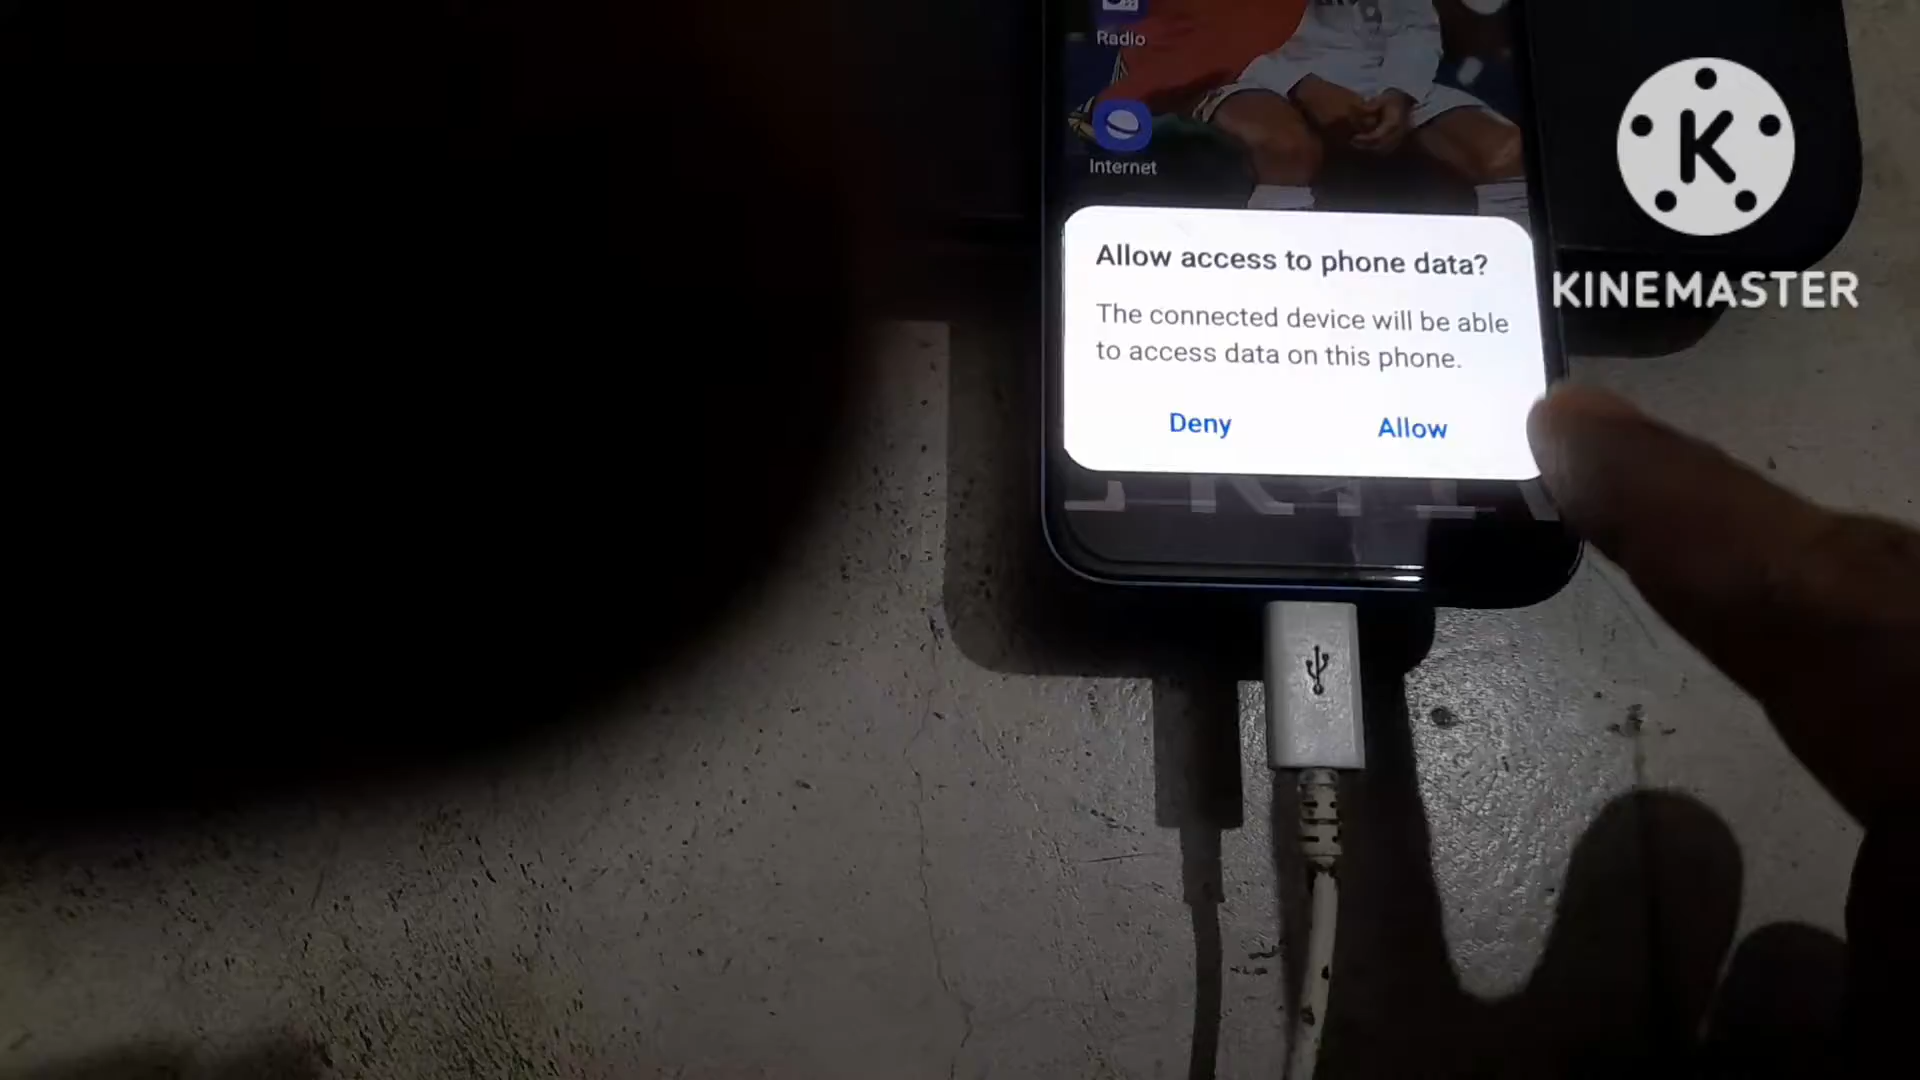 Radio
Internet
Allow access to phone data?
The connected device will be able
to access data on this phone.
Deny
Allow
K
KINEMASTER